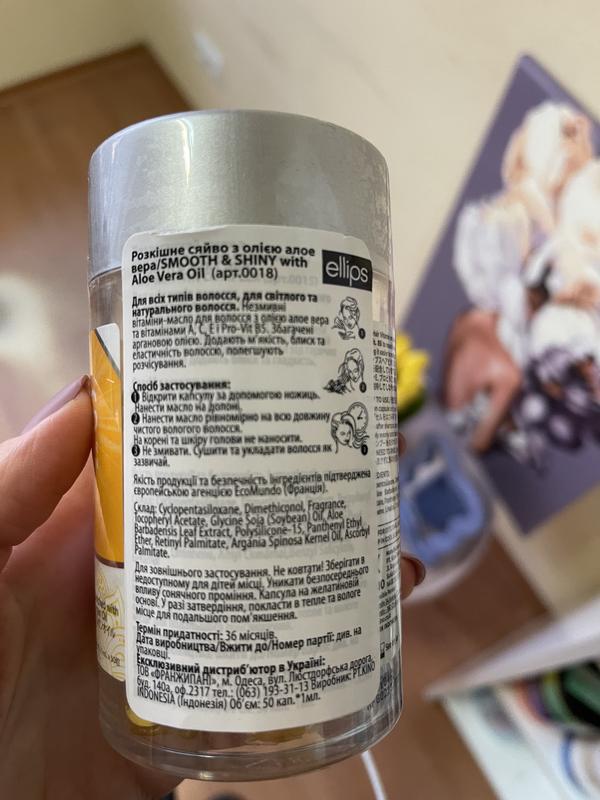 Розкішне сяйво з олією алое
вера/SMOOTH & SHINY with
Aloe Vera Oil (арт.0018)
ellips
Для всіх типів волосся, для світлого та
натурального волосся. Незмивні
вітаміни-масло для волосся з олією алое вера
та вітамінами А, С, Е і Pro-Vit B5. Збагачені
аргановою олією. Додають м'якість, блиск та
еластичність волоссю, полегшують
розчісування.
Спосіб застосування:
1 Відкрити капсулу за допомогою ножиць.
Нанести масло на долоні.
2 Нанести масло рівномірно на всю довжину
чистого вологого волосся.
На корені та шкіру голови не наносити.
3 Не змивати. Сушити та укладати волосся як
зазвичай.
Якість продукції та безпечність інгредієнтів підтверджена
європейською агенцією EcoMundo (Франція).
Склад: Cyclopentasiloxane, Dimethiconol, Fragrance,
Tocopheryl Acetate, Glycine Soja (Soybean) Oil, Aloe
Barbadensis Leaf Extract, Polysilicone-15, Panthenyl Ethyl
Ether, Retinyl Palmitate, Argania Spinosa Kernel Oil, Ascorbyl
Palmitate.
Для зовнішнього застосування. Не ковтати! Зберігати в
недоступному для дітей місці. Уникати безпосереднього
впливу сонячного проміння. Капсула на желатиновій
основі. У разі затвердіння, покласти в тепле та вологе
місце для подальшого пом'якшення.
Термін придатності: 36 місяців.
Дата виробництва/Вжити до/Номер партії: див. на
упаковці.
Ексклюзивний дистриб'ютор в Україні:
ТОВ «ФРАНЖИПАНІ», м. Одеса, вул. Люстдорфська дорога,
буд. 140а, оф.2317 тел.: (063) 193-31-13 Виробник: P.T.KINO
INDONESIA (Індонезія) Об'єм: 50 кап.*1мл.